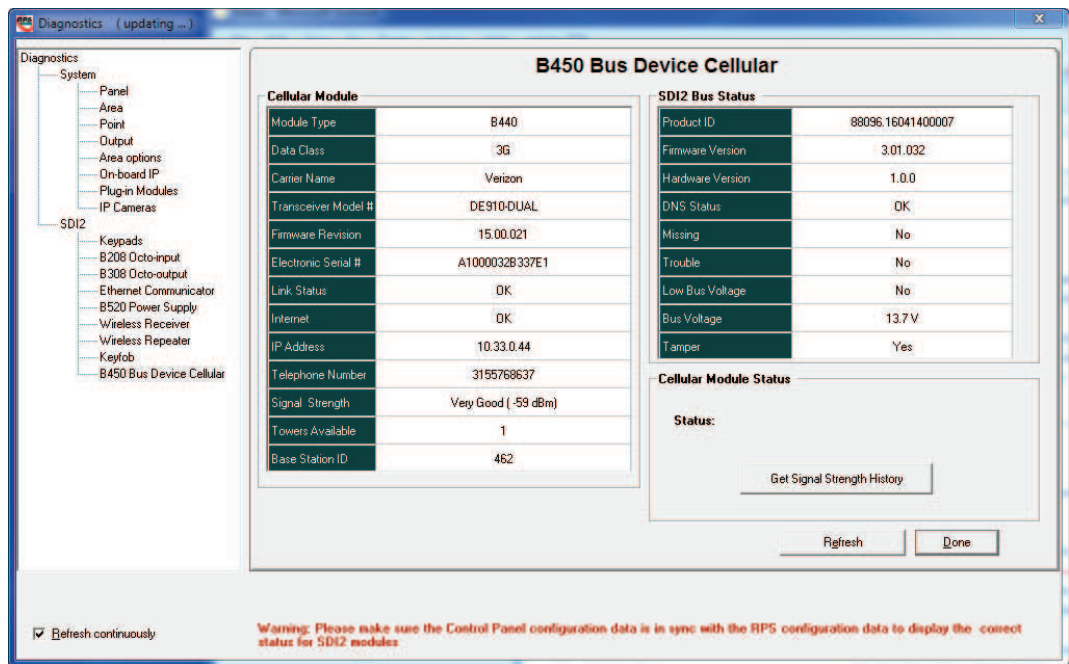 Diagnostics ( updating ... )
Diagnostics
System
Panel
Area
Point
Output
Area options
On-board IP
Plug-in Modules
IP Cameras
SDI2
Keypads
B208 Octo-input
B308 Octo-output
Ethernet Communicator
B520 Power Supply
Wireless Receiver
Wireless Repeater
Keyfob
B450 Bus Device Cellular
B450 Bus Device Cellular
Cellular Module
Module Type B440
Data Class 3G
Carrier Name Verizon
Transceiver Model # DE910-DUAL
Firmware Revision 15.00.021
Electronic Serial # A1000032B337E1
Link Status OK
Internet OK
IP Address 10.33.0.44
Telephone Number 3155768637
Signal Strength Very Good ( -59 dBm)
Towers Available 1
Base Station ID 462
SDI2 Bus Status
Product ID 88096.16041400007
Firmware Version 3.01.032
Hardware Version 1.0.0
DNS Status OK
Missing No
Trouble No
Low Bus Voltage No
Bus Voltage 13.7 V
Tamper Yes
Cellular Module Status
Status:
Get Signal Strength History
Refresh Done
Refresh continuously
Warning: Please make sure the Control Panel configuration data is in sync with the RPS configuration data to display the correct
status for SDI2 modules